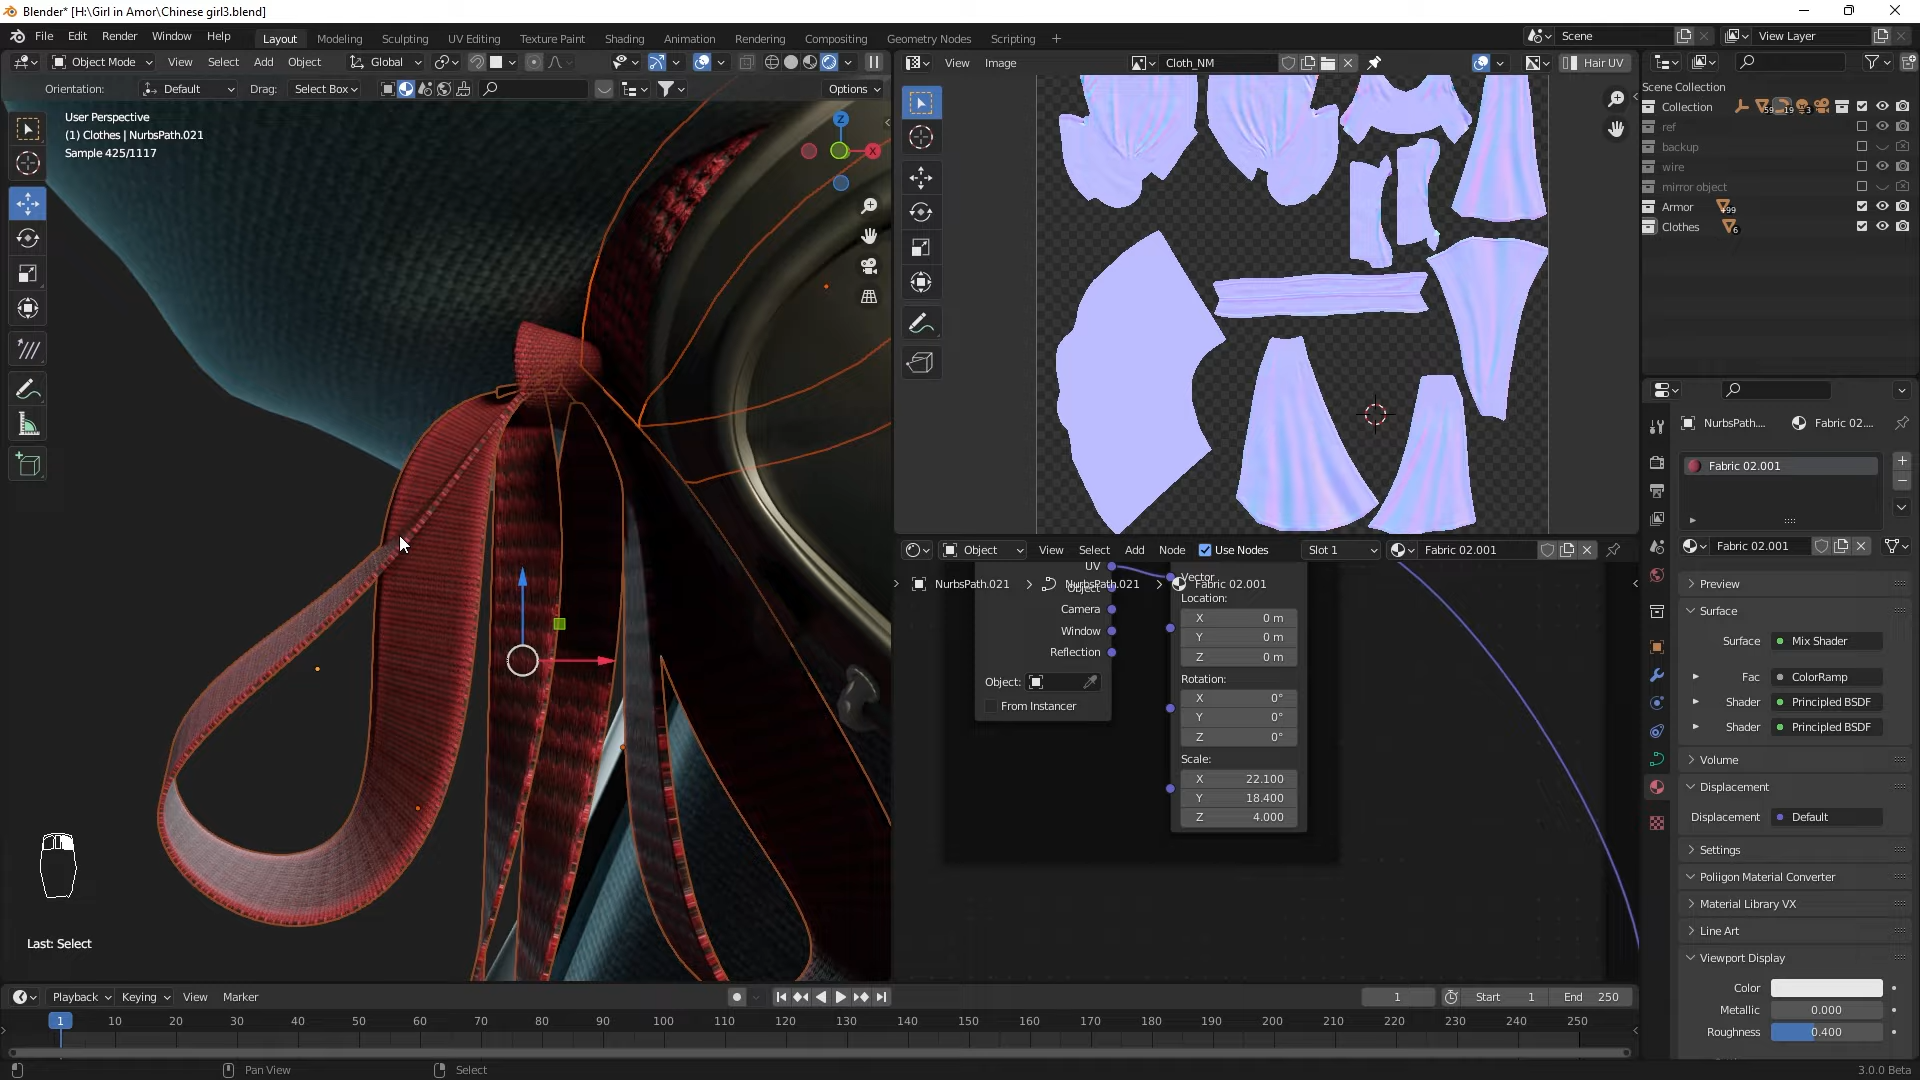 Blender* [H:\Girl in Amor\Chinese girl3.blend]
File Edit Render Window Help
Layout Modeling Sculpting UV Editing Texture Paint Shading Animation Rendering Compositing Geometry Nodes Scripting +
Scene
View Layer
Object Mode View Select Add Object Global
Orientation: Default Drag: Select Box Options
User Perspective
(1) Clothes | NurbsPath.021
Sample 425/1117
Z
X
Last: Select
View Image Cloth_NM Hair UV
Scene Collection
Collection 59 19 3
ref
backup
wire
mirror object
Armor 99
Clothes 6
Object View Select Add Node Use Nodes Slot 1 Fabric 02.001
NurbsPath.021 > NurbsPath.021 > Fabric 02.001
UV
Object
Camera
Window
Reflection
Object:
From Instancer
Vector
Location:
X 0 m
Y 0 m
Z 0 m
Rotation:
X 0°
Y 0°
Z 0°
Scale:
X 22.100
Y 18.400
Z 4.000
NurbsPath.... Fabric 02....
Fabric 02.001
Fabric 02.001
Preview
Surface
Surface Mix Shader
Fac ColorRamp
Shader Principled BSDF
Shader Principled BSDF
Volume
Displacement
Displacement Default
Settings
Poliigon Material Converter
Material Library VX
Line Art
Viewport Display
Color
Metallic 0.000
Roughness 0.400
Playback Keying View Marker
1 Start 1 End 250
1 10 20 30 40 50 60 70 80 90 100 110 120 130 140 150 160 170 180 190 200 210 220 230 240 250
Pan View Select
3.0.0 Beta